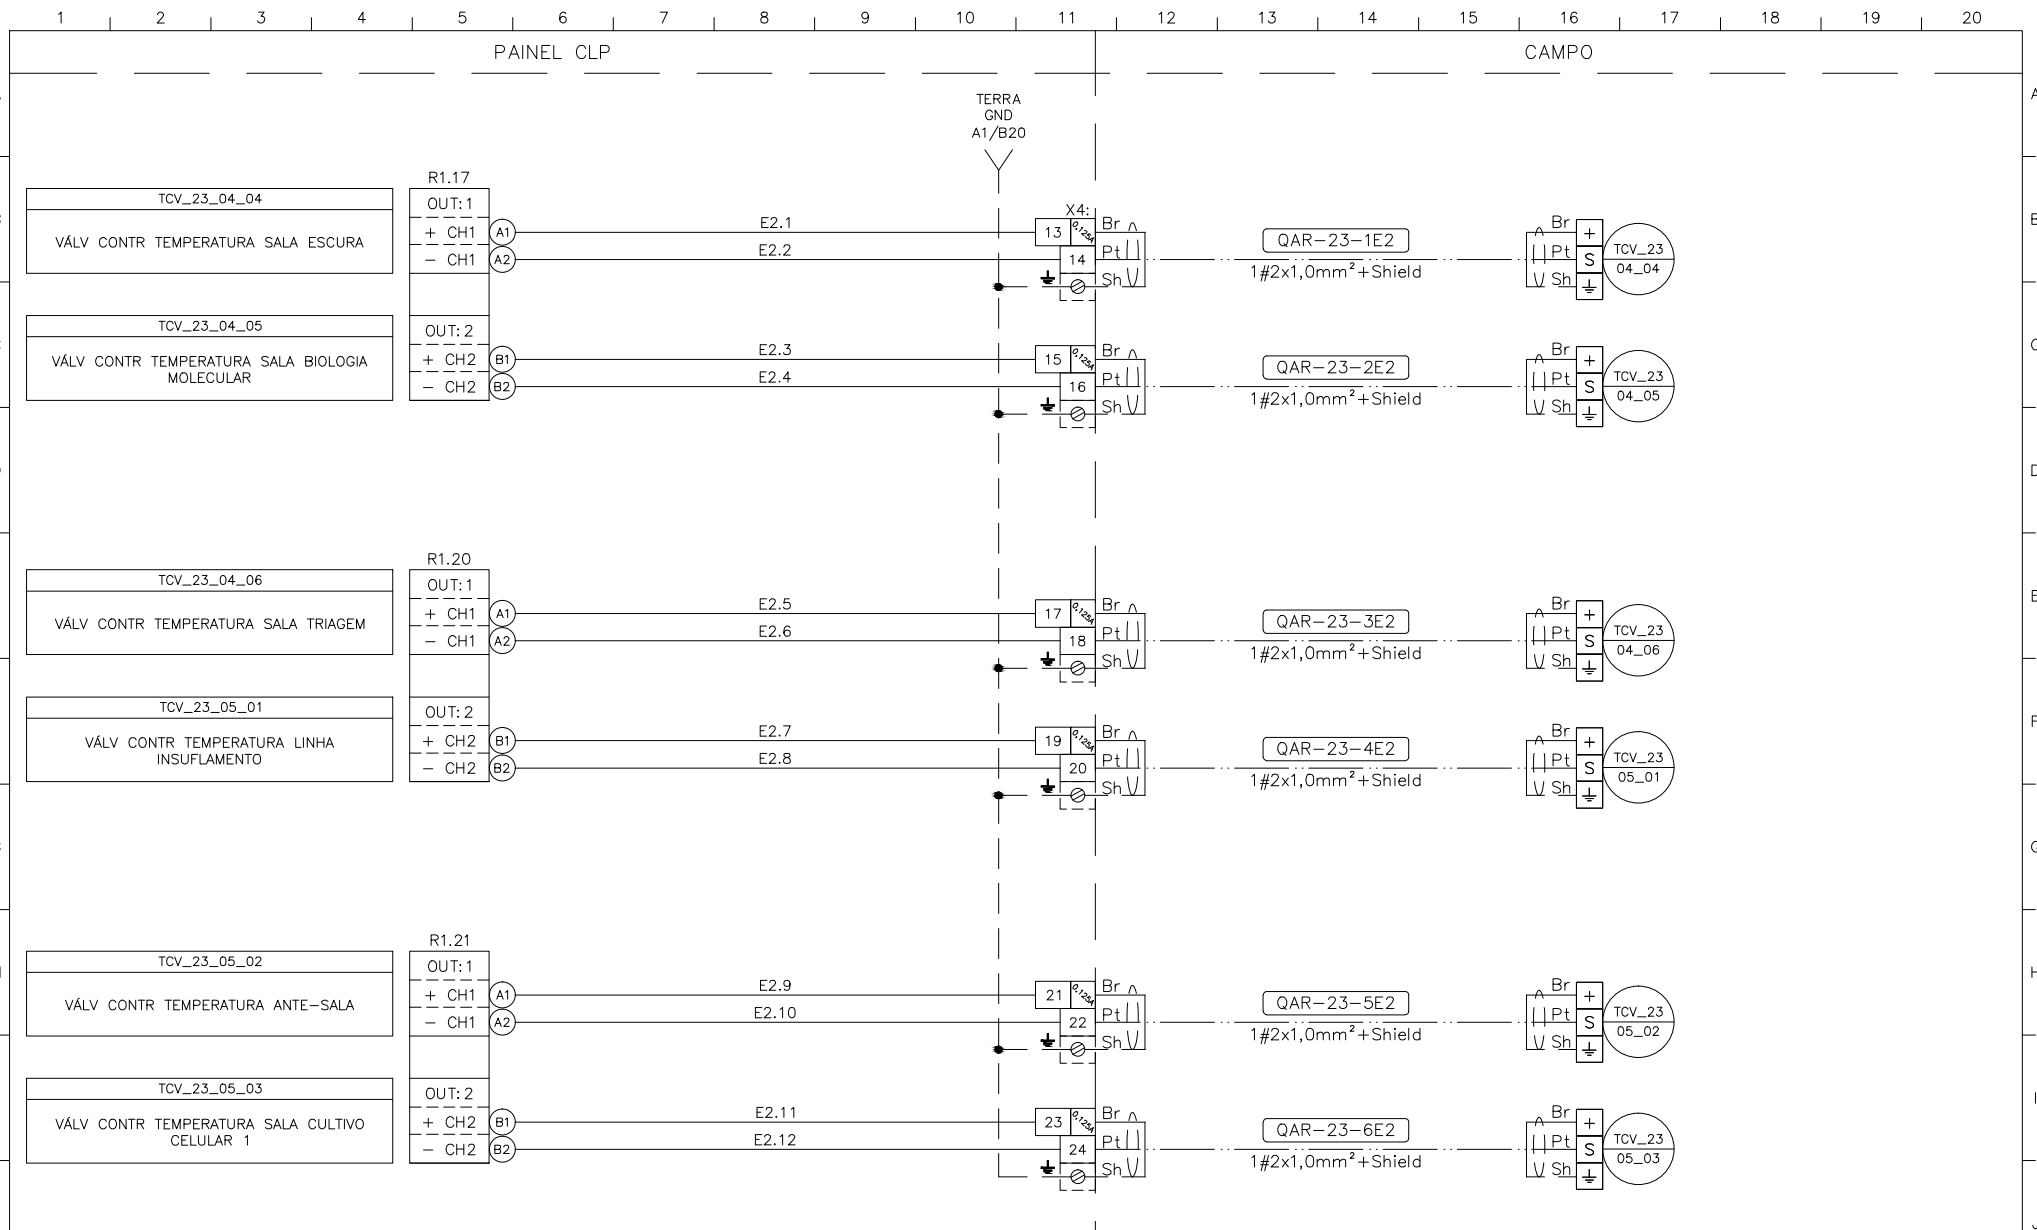 1 2 3 4 5 6 7 8 9 10 11 12 13 14 15 16 17 18 19 20
PAINEL CLP
CAMPO
TERRA
GND
A1/B20
A
R1.17
TCV_23_04_04
VÁLV CONTR TEMPERATURA SALA ESCURA
OUT:1
+ CH1 A1
- CH1 A2
E2.1
E2.2
X4:
13 0,125A
14
Br
Pt
Sh
QAR-23-1E2
1#2x1,0mm²+Shield
Br +
Pt S
Sh
TCV_23
04_04
B
TCV_23_04_05
VÁLV CONTR TEMPERATURA SALA BIOLOGIA
MOLECULAR
OUT:2
+ CH2 B1
- CH2 B2
E2.3
E2.4
15 0,125A
16
Br
Pt
Sh
QAR-23-2E2
1#2x1,0mm²+Shield
Br +
Pt S
Sh
TCV_23
04_05
C
D
R1.20
TCV_23_04_06
VÁLV CONTR TEMPERATURA SALA TRIAGEM
OUT:1
+ CH1 A1
- CH1 A2
E2.5
E2.6
17 0,125A
18
Br
Pt
Sh
QAR-23-3E2
1#2x1,0mm²+Shield
Br +
Pt S
Sh
TCV_23
04_06
E
TCV_23_05_01
VÁLV CONTR TEMPERATURA LINHA
INSUFLAMENTO
OUT:2
+ CH2 B1
- CH2 B2
E2.7
E2.8
19 0,125A
20
Br
Pt
Sh
QAR-23-4E2
1#2x1,0mm²+Shield
Br +
Pt S
Sh
TCV_23
05_01
F
G
R1.21
TCV_23_05_02
VÁLV CONTR TEMPERATURA ANTE-SALA
OUT:1
+ CH1 A1
- CH1 A2
E2.9
E2.10
21 0,125A
22
Br
Pt
Sh
QAR-23-5E2
1#2x1,0mm²+Shield
Br +
Pt S
Sh
TCV_23
05_02
H
TCV_23_05_03
VÁLV CONTR TEMPERATURA SALA CULTIVO
CELULAR 1
OUT:2
+ CH2 B1
- CH2 B2
E2.11
E2.12
23 0,125A
24
Br
Pt
Sh
QAR-23-6E2
1#2x1,0mm²+Shield
Br +
Pt S
Sh
TCV_23
05_03
I